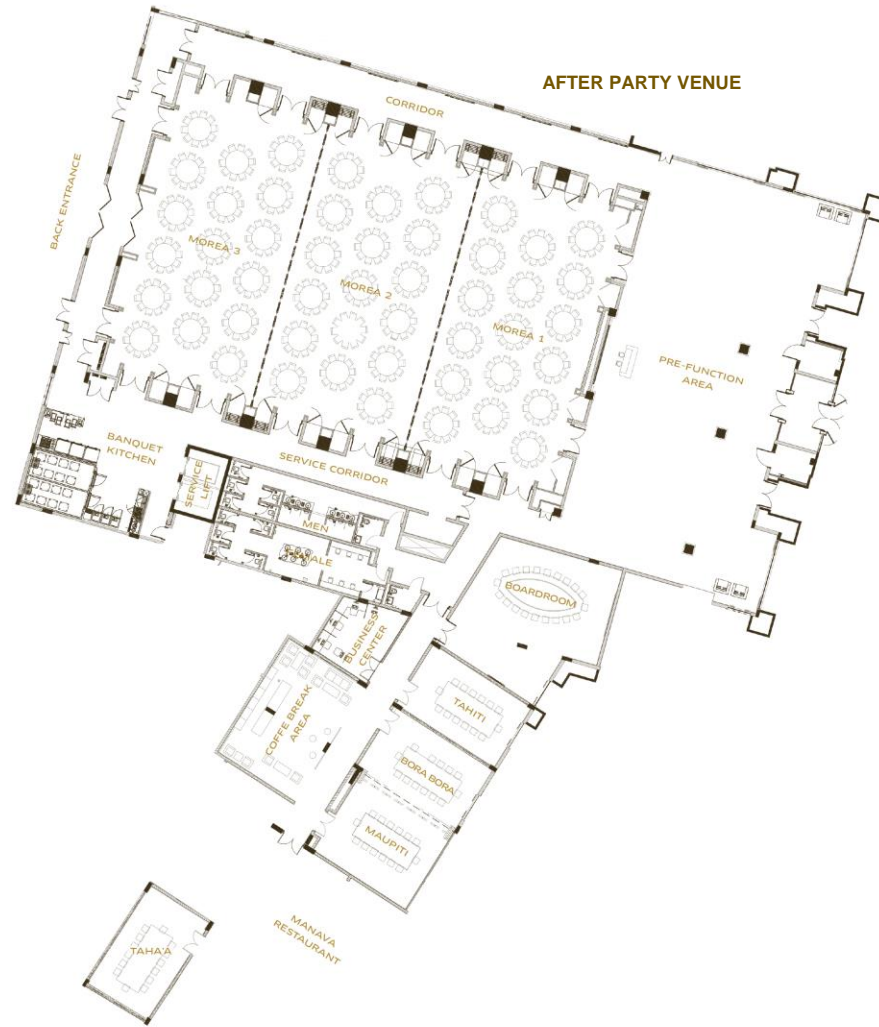 AFTER PARTY VENUE
CORRIDOR
BACK ENTRANCE
MOREA 3
MOREA 2
MOREA 1
PRE-FUNCTION
AREA
BANQUET
KITCHEN
SERVICE
LIFT
SERVICE CORRIDOR
MEN
FEMALE
BUSINESS
CENTER
BOARDROOM
COFFE BREAK
AREA
TAHITI
BORA BORA
MAUPITI
MANAVA
RESTAURANT
TAHA'A